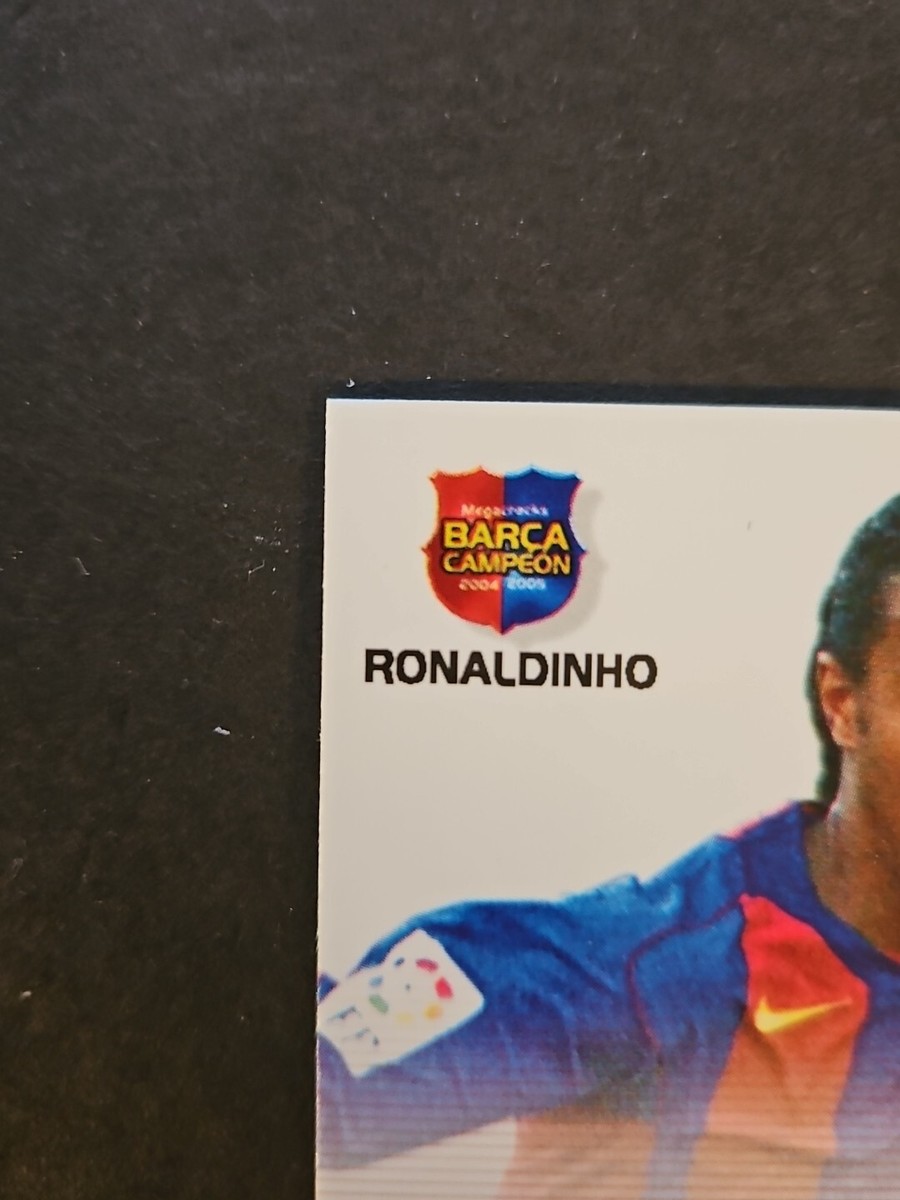 Megacracks
BARÇA
CAMPEÓN
2004 2005
RONALDINHO